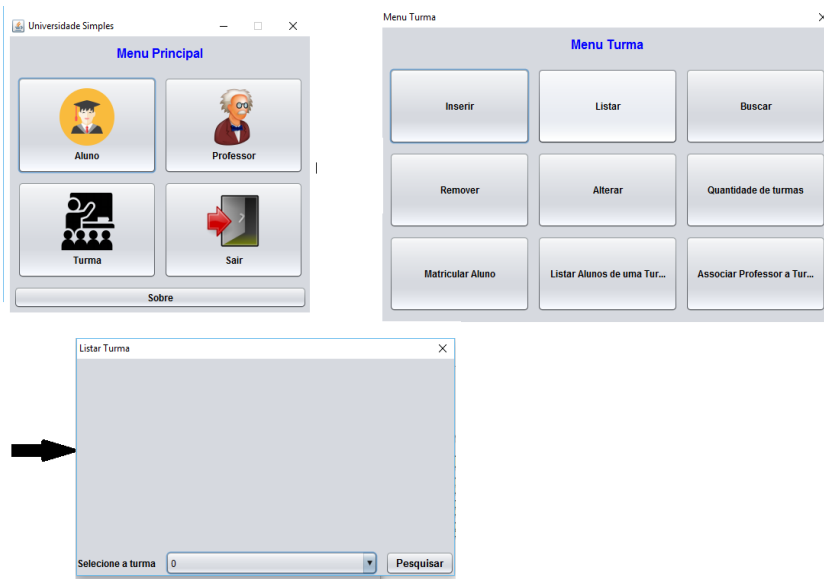 Universidade Simples
Menu Principal
Aluno
Professor
Turma
Sair
Sobre
Menu Turma
Menu Turma
Inserir
Listar
Buscar
Remover
Alterar
Quantidade de turmas
Matricular Aluno
Listar Alunos de uma Tur...
Associar Professor a Tur...
Listar Turma
Selecione a turma 0 Pesquisar